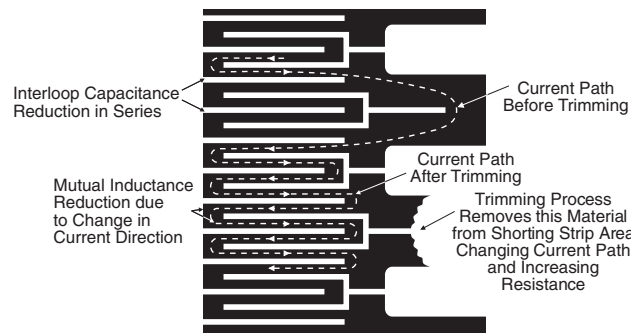 Interloop Capacitance
Reduction in Series
Mutual Inductance
Reduction due
to Change in
Current Direction
Current Path
Before Trimming
Current Path
After Trimming
Trimming Process
Removes this Material
from Shorting Strip Area
Changing Current Path
and Increasing
Resistance